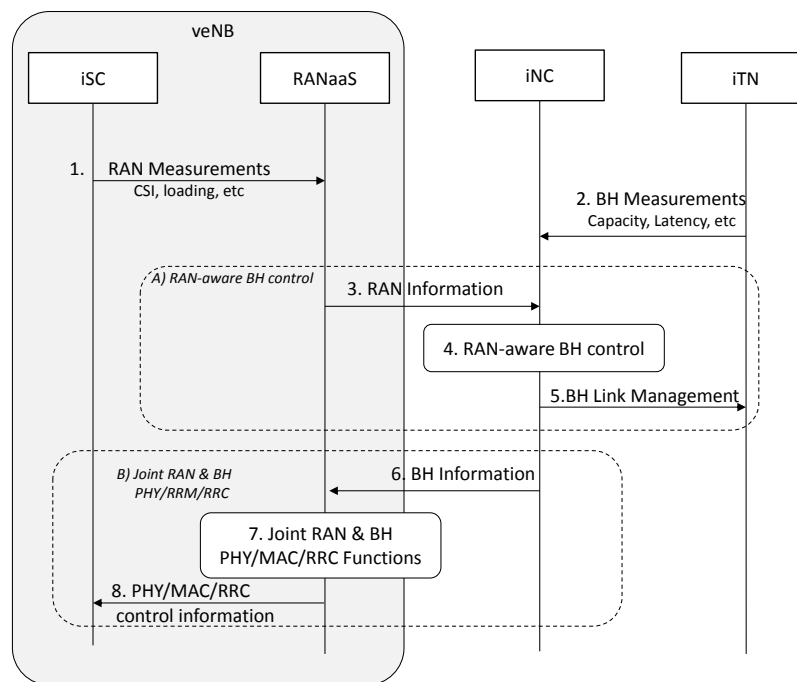 veNB
iSC
RANaaS
iNC
iTN
1. RAN Measurements
CSI, loading, etc
2. BH Measurements
Capacity, Latency, etc
A) RAN-aware BH control
3. RAN Information
4. RAN-aware BH control
5.BH Link Management
B) Joint RAN & BH
PHY/RRM/RRC
6. BH Information
7. Joint RAN & BH
PHY/MAC/RRC Functions
8. PHY/MAC/RRC
control information